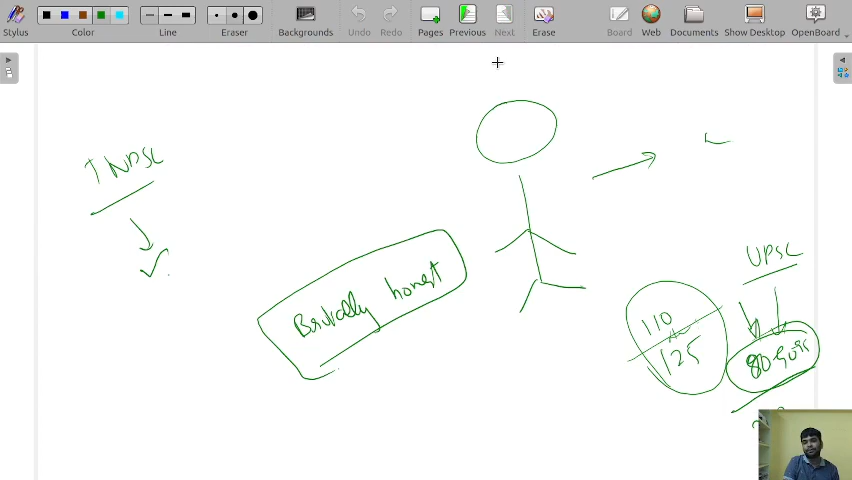 Stylus
Color
Line
Eraser
Backgrounds
Undo
Redo
Pages
Previous
Next
Erase
Board
Web
Documents
Show Desktop
OpenBoard
TNPSC
Brutally honest
UPSC
110
125
80